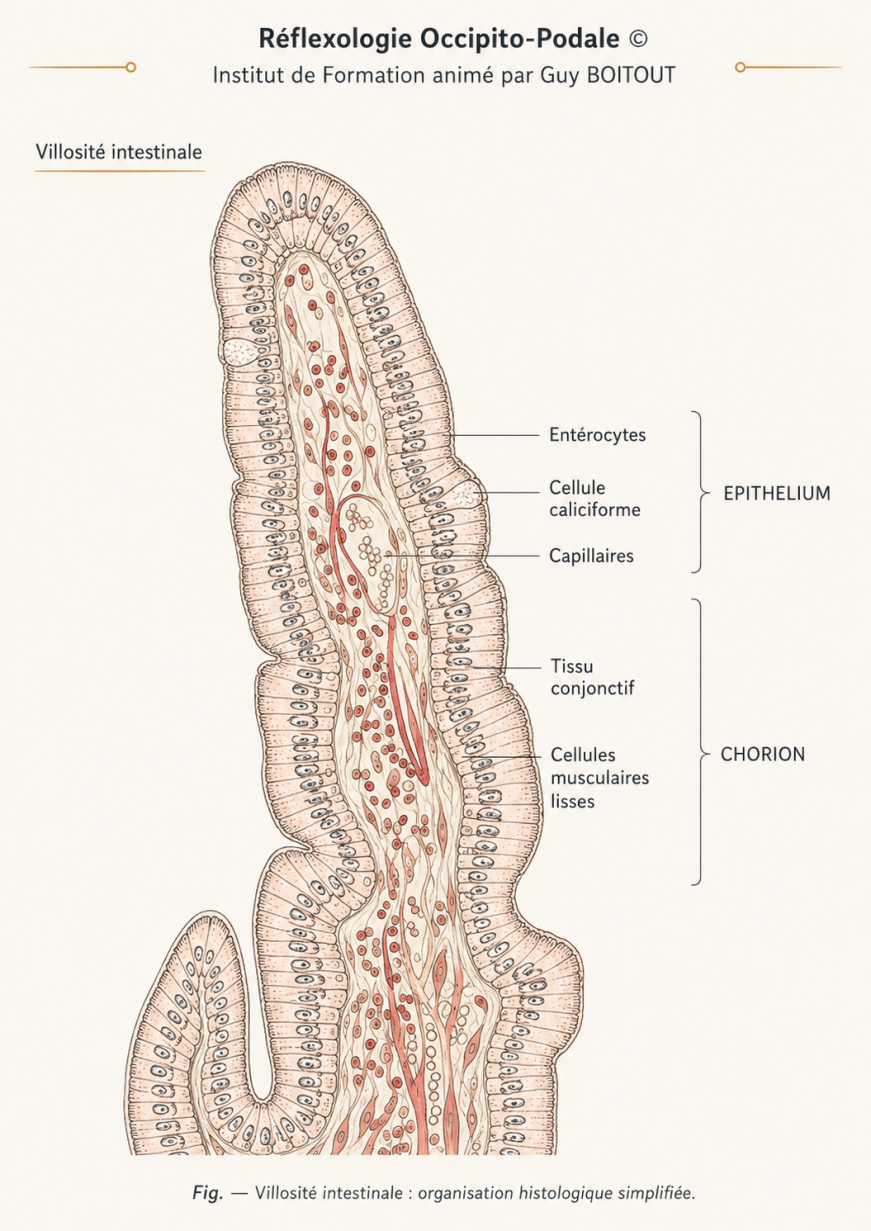 Réflexologie Occipito-Podale ©
Institut de Formation animé par Guy BOITOUT
Villosité intestinale
Entérocytes
Cellule
caliciforme
EPITHELIUM
Capillaires
Tissu
conjonctif
Cellules
musculaires
lisses
CHORION
Fig. — Villosité intestinale : organisation histologique simplifiée.